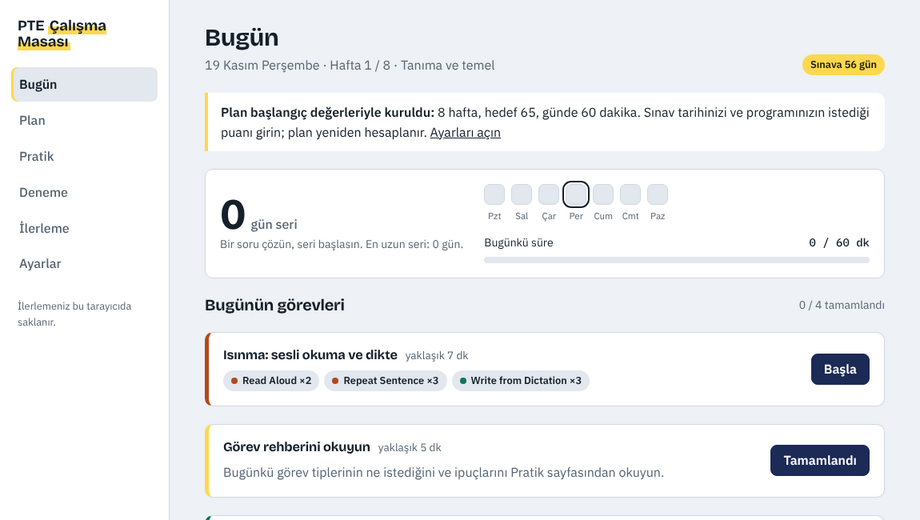 PTE Çalışma
Masası
Bugün
Plan
Pratik
Deneme
İlerleme
Ayarlar
İlerlemeniz bu tarayıcıda
saklanır.
Bugün
19 Kasım Perşembe · Hafta 1 / 8 · Tanıma ve temel
Sınava 56 gün
Plan başlangıç değerleriyle kuruldu: 8 hafta, hedef 65, günde 60 dakika. Sınav tarihinizi ve programınızın istediği
puanı girin; plan yeniden hesaplanır. Ayarları açın
0 gün seri
Bir soru çözün, seri başlasın. En uzun seri: 0 gün.
Pzt Sal Çar Per Cum Cmt Paz
Bugünkü süre 0 / 60 dk
Bugünün görevleri 0 / 4 tamamlandı
Isınma: sesli okuma ve dikte yaklaşık 7 dk
Read Aloud ×2 Repeat Sentence ×3 Write from Dictation ×3
Başla
Görev rehberini okuyun yaklaşık 5 dk
Bugünkü görev tiplerinin ne istediğini ve ipuçlarını Pratik sayfasından okuyun.
Tamamlandı